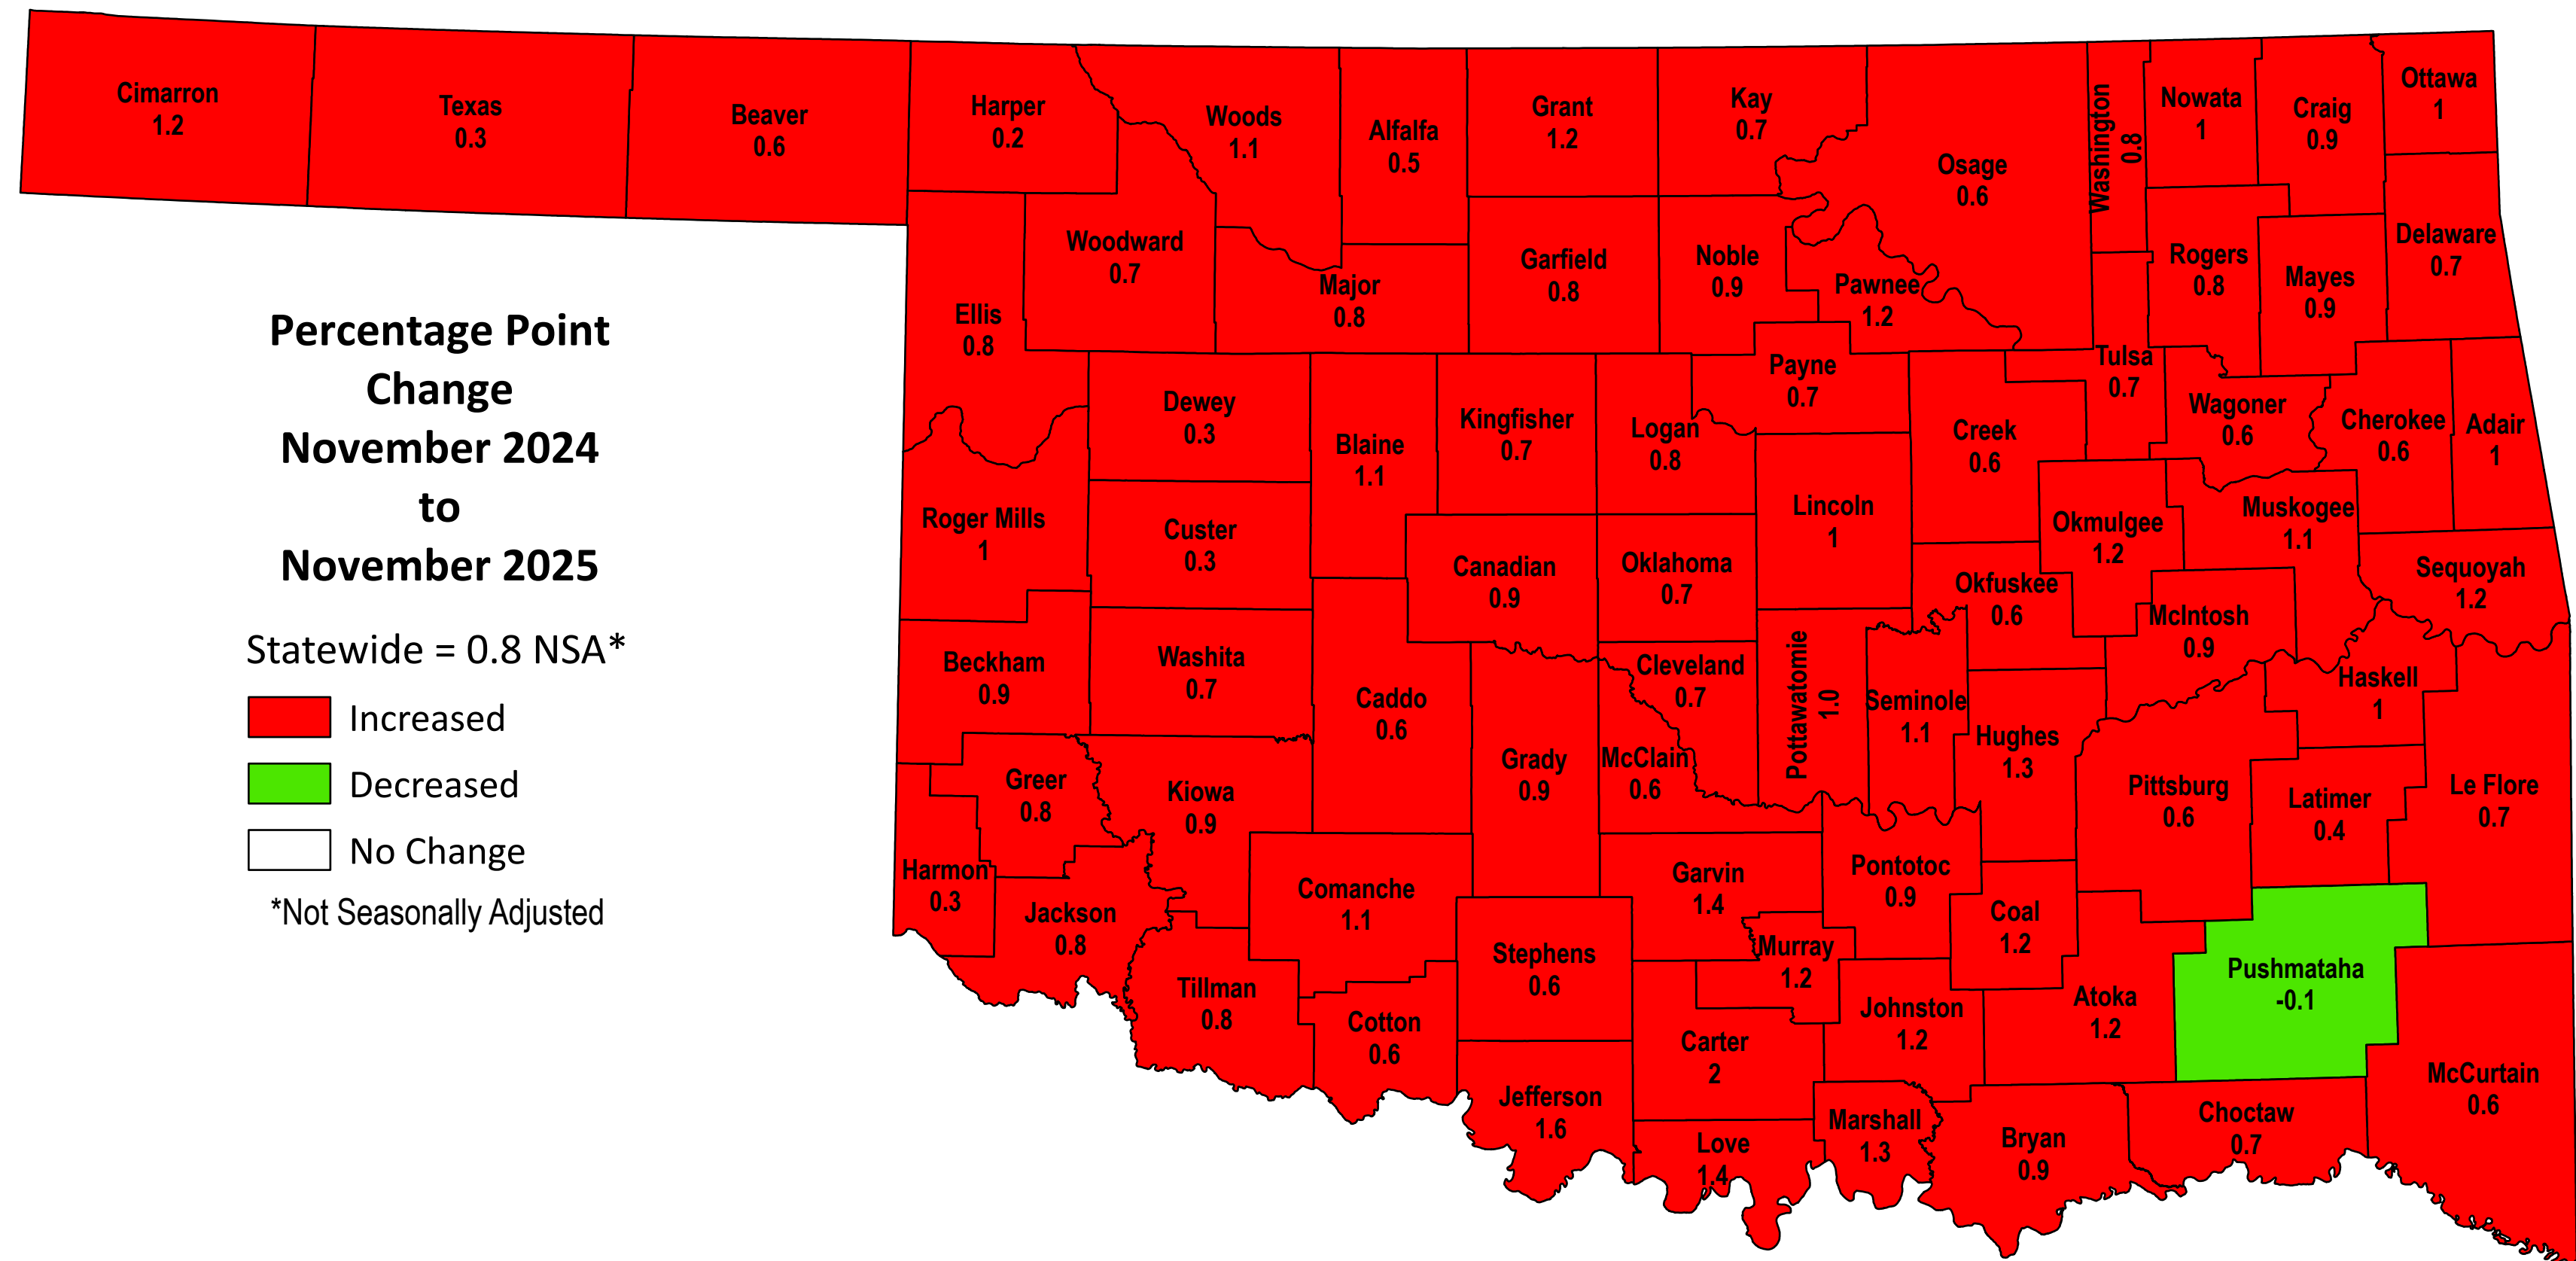 Cimarron
1.2
Texas
0.3
Beaver
0.6
Harper
0.2
Woods
1.1
Alfalfa
0.5
Grant
1.2
Kay
0.7
Osage
0.6
Washington
0.8
Nowata
1
Craig
0.9
Ottawa
1
Woodward
0.7
Ellis
0.8
Major
0.8
Garfield
0.8
Noble
0.9
Pawnee
1.2
Rogers
0.8
Mayes
0.9
Delaware
0.7
Percentage Point
Change
November 2024
to
November 2025
Statewide = 0.8 NSA*
Increased
Decreased
No Change
*Not Seasonally Adjusted
Dewey
0.3
Blaine
1.1
Kingfisher
0.7
Logan
0.8
Payne
0.7
Creek
0.6
Tulsa
0.7
Wagoner
0.6
Cherokee
0.6
Adair
1
Roger Mills
1
Custer
0.3
Canadian
0.9
Oklahoma
0.7
Lincoln
1
Okfuskee
0.6
Okmulgee
1.2
Muskogee
1.1
McIntosh
0.9
Sequoyah
1.2
Beckham
0.9
Washita
0.7
Caddo
0.6
Grady
0.9
Cleveland
0.7
McClain
0.6
Pottawatomie
1.0
Seminole
1.1
Hughes
1.3
Haskell
1
Pittsburg
0.6
Latimer
0.4
Le Flore
0.7
Greer
0.8
Kiowa
0.9
Harmon
0.3
Jackson
0.8
Comanche
1.1
Garvin
1.4
Pontotoc
0.9
Coal
1.2
Tillman
0.8
Cotton
0.6
Stephens
0.6
Murray
1.2
Johnston
1.2
Atoka
1.2
Pushmataha
-0.1
Carter
2
Jefferson
1.6
Love
1.4
Marshall
1.3
Bryan
0.9
Choctaw
0.7
McCurtain
0.6